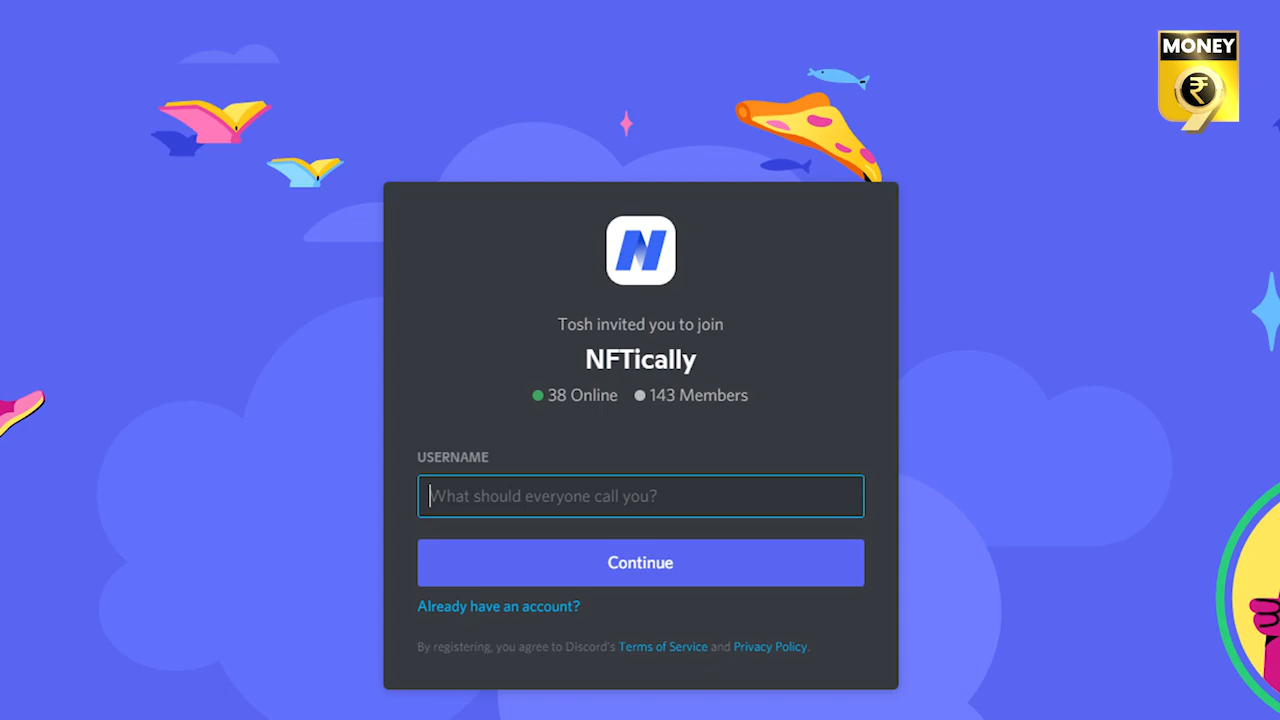 MONEY
₹
9
N
Tosh invited you to join
NFTically
38 Online 143 Members
USERNAME
What should everyone call you?
Continue
Already have an account?
By registering, you agree to Discord's Terms of Service and Privacy Policy.